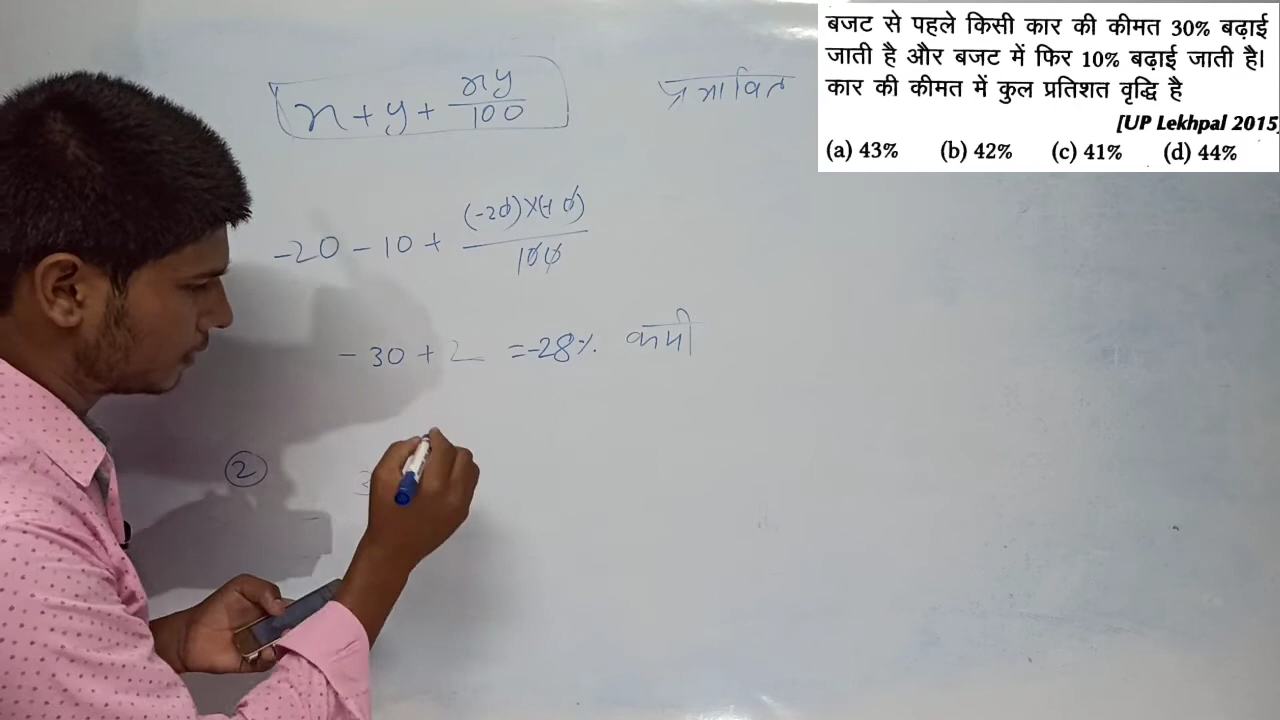 बजट से पहले किसी कार की कीमत 30% बढ़ाई
जाती है और बजट में फिर 10% बढ़ाई जाती है।
कार की कीमत में कुल प्रतिशत वृद्धि है
[UP Lekhpal 2015]
(a) 43% (b) 42% (c) 41% (d) 44%
x + y + xy/100
-20 - 10 + (-20)×(-10)/100
-30 + 2 = -28% कमी
② 3